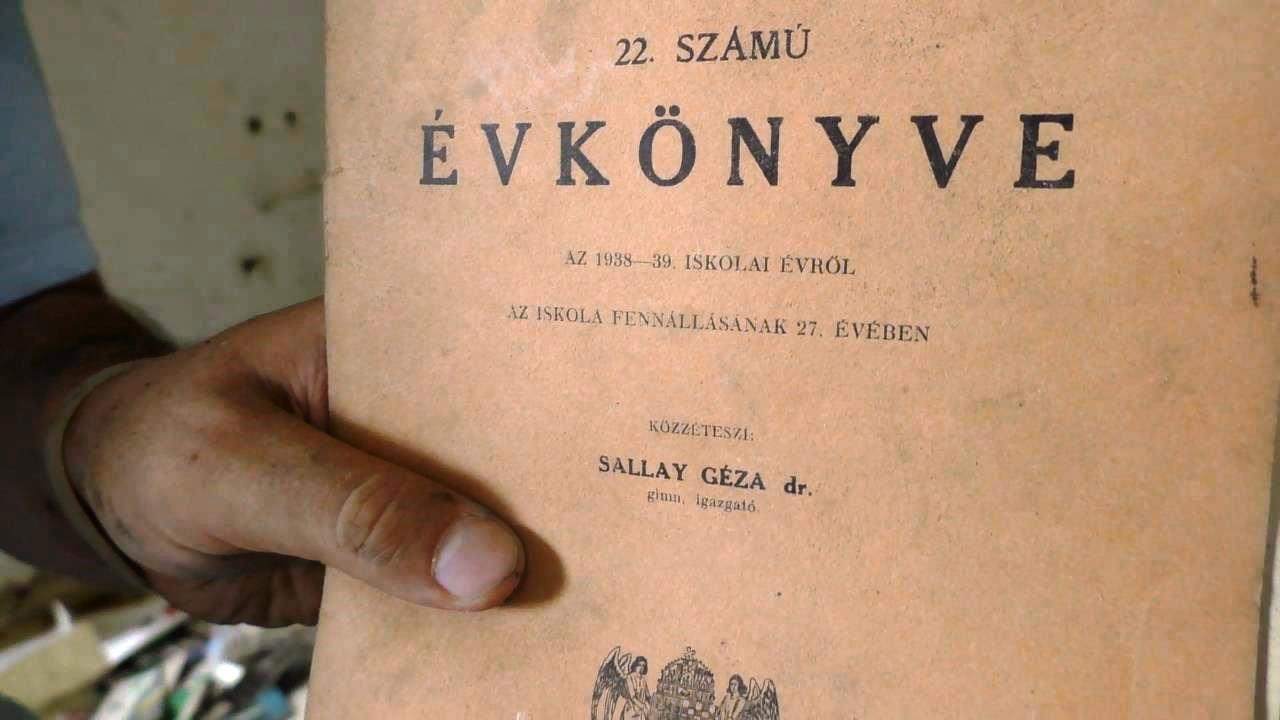 22. SZÁMÚ
ÉVKÖNYVE
AZ 1938—39. ISKOLAI ÉVRŐL
AZ ISKOLA FENNÁLLÁSÁNAK 27. ÉVÉBEN
KÖZZÉTESZI:
SALLAY GÉZA dr.
gimn. igazgató.